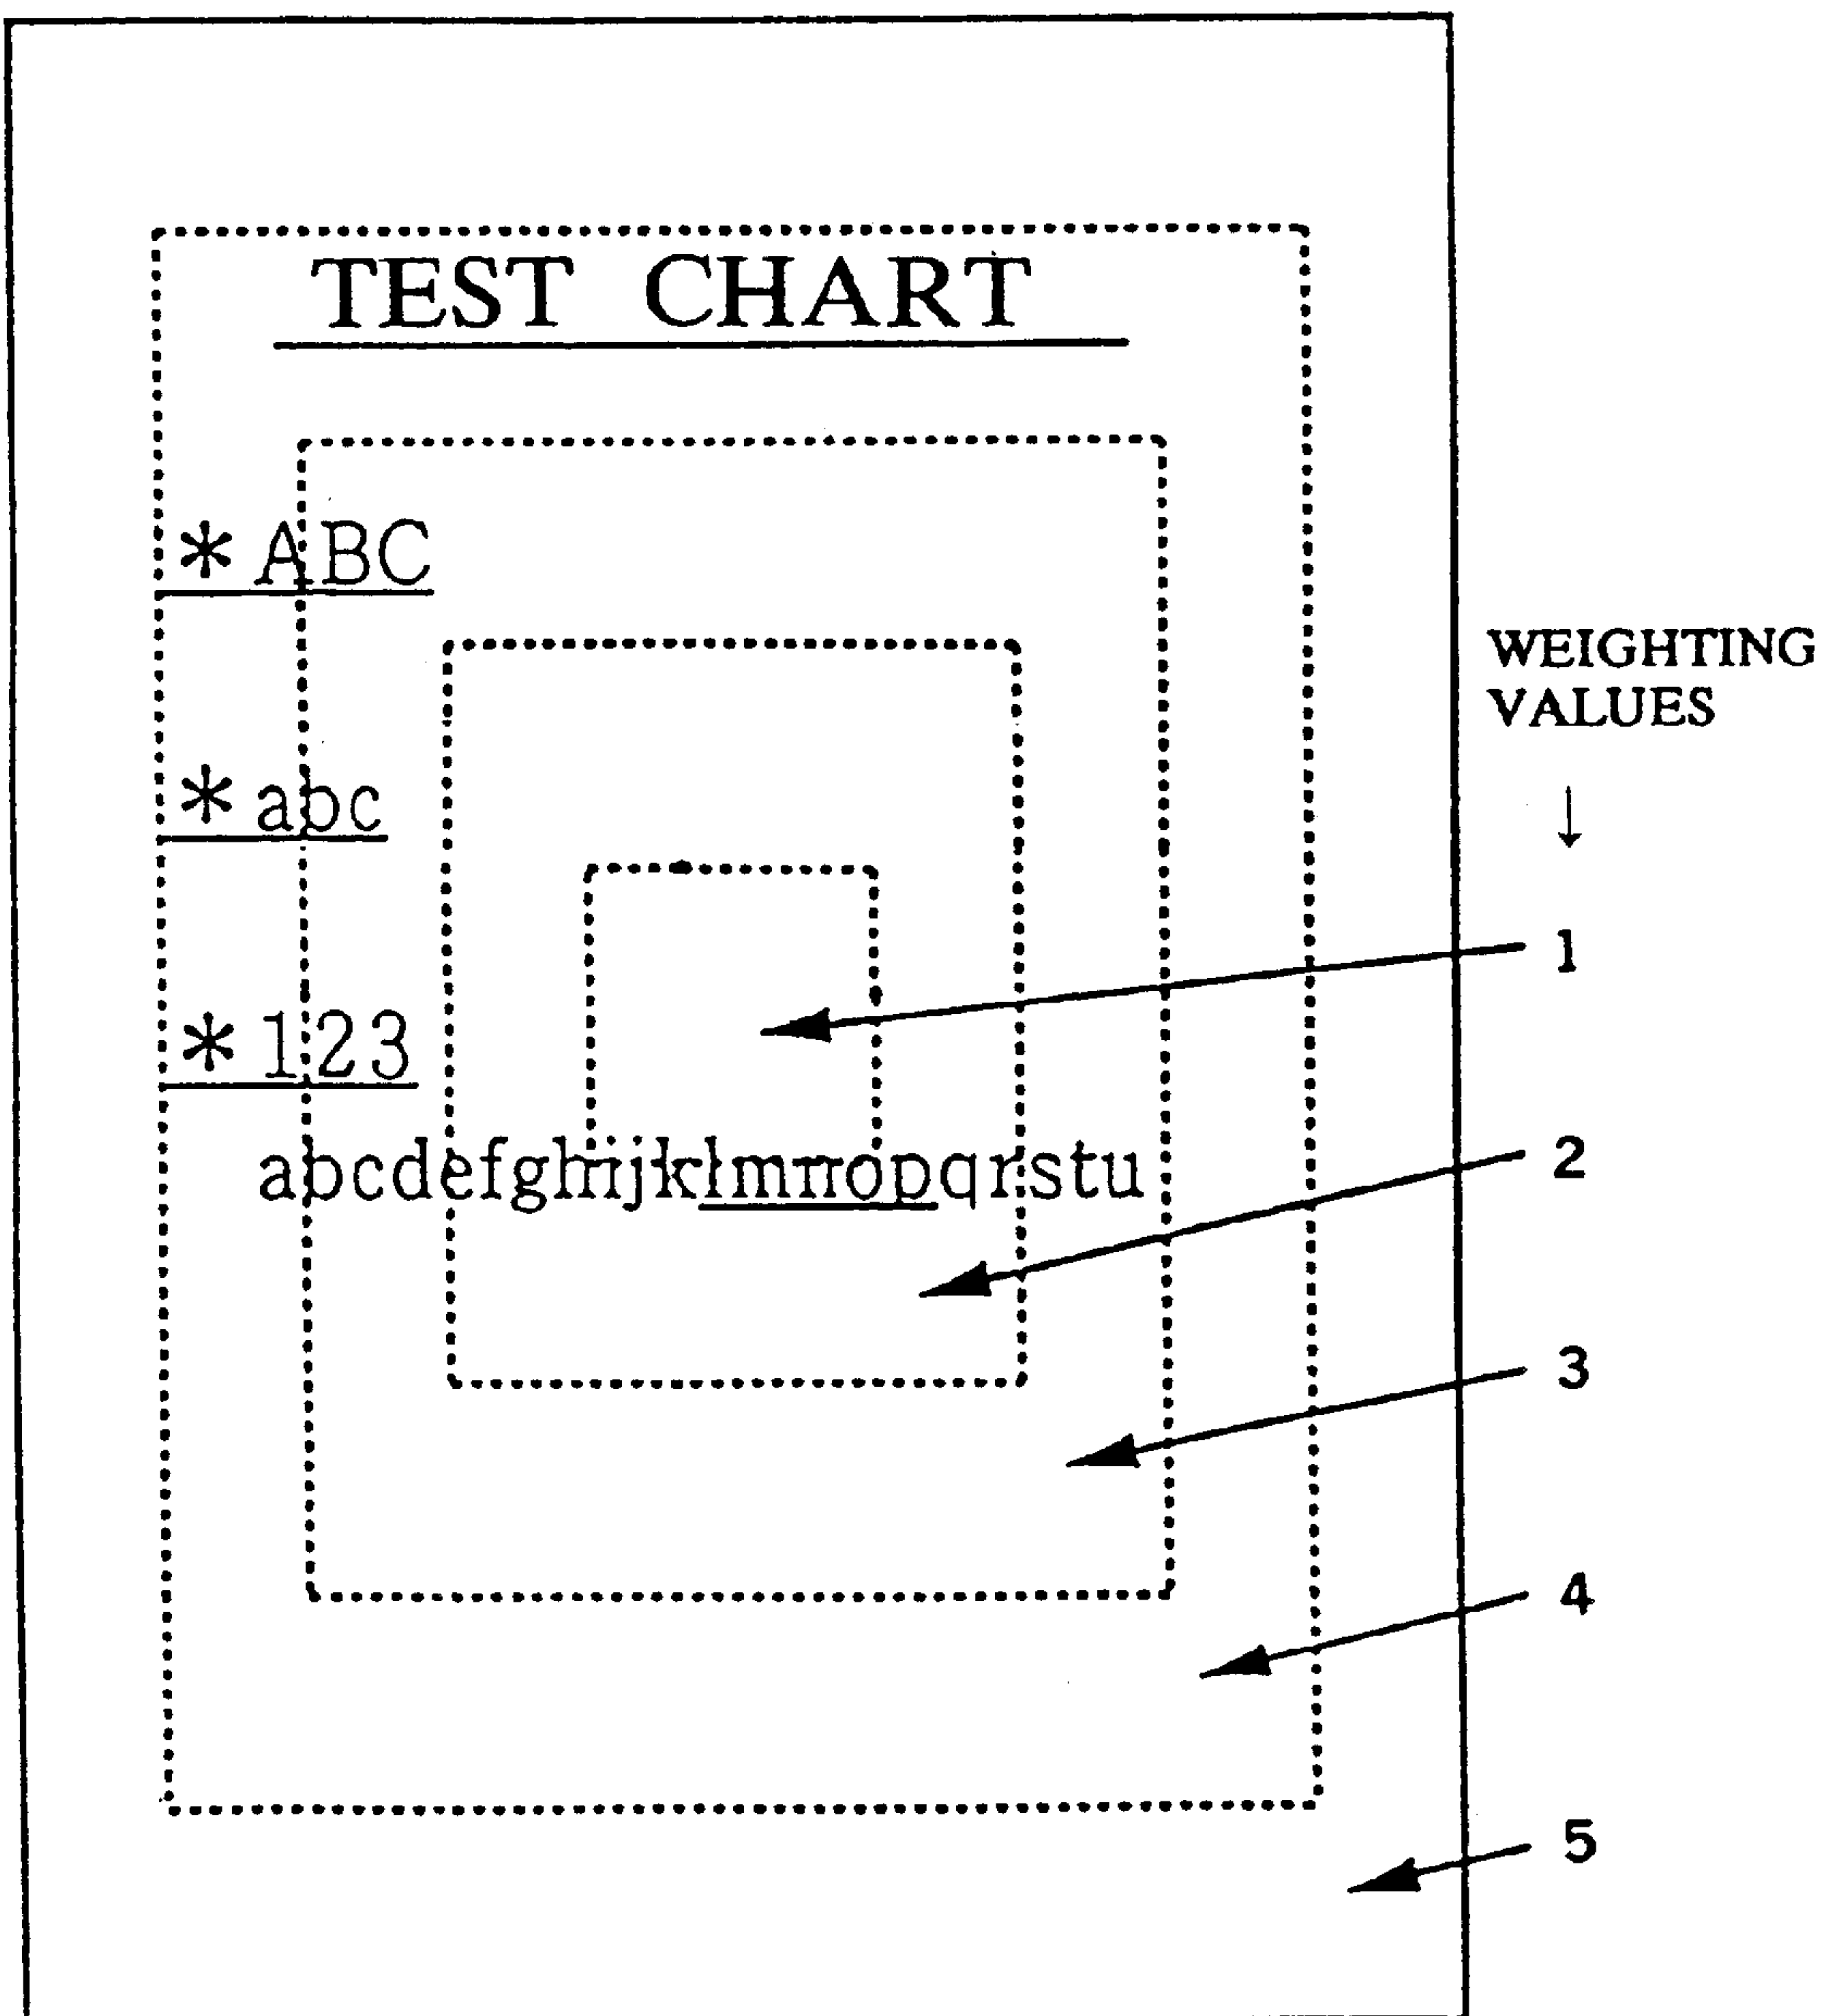 TEST CHART
* ABC
WEIGHTING
VALUES
↓
* abc
1
* 123
2
abcdefghijklmnopqrstu
3
4
5